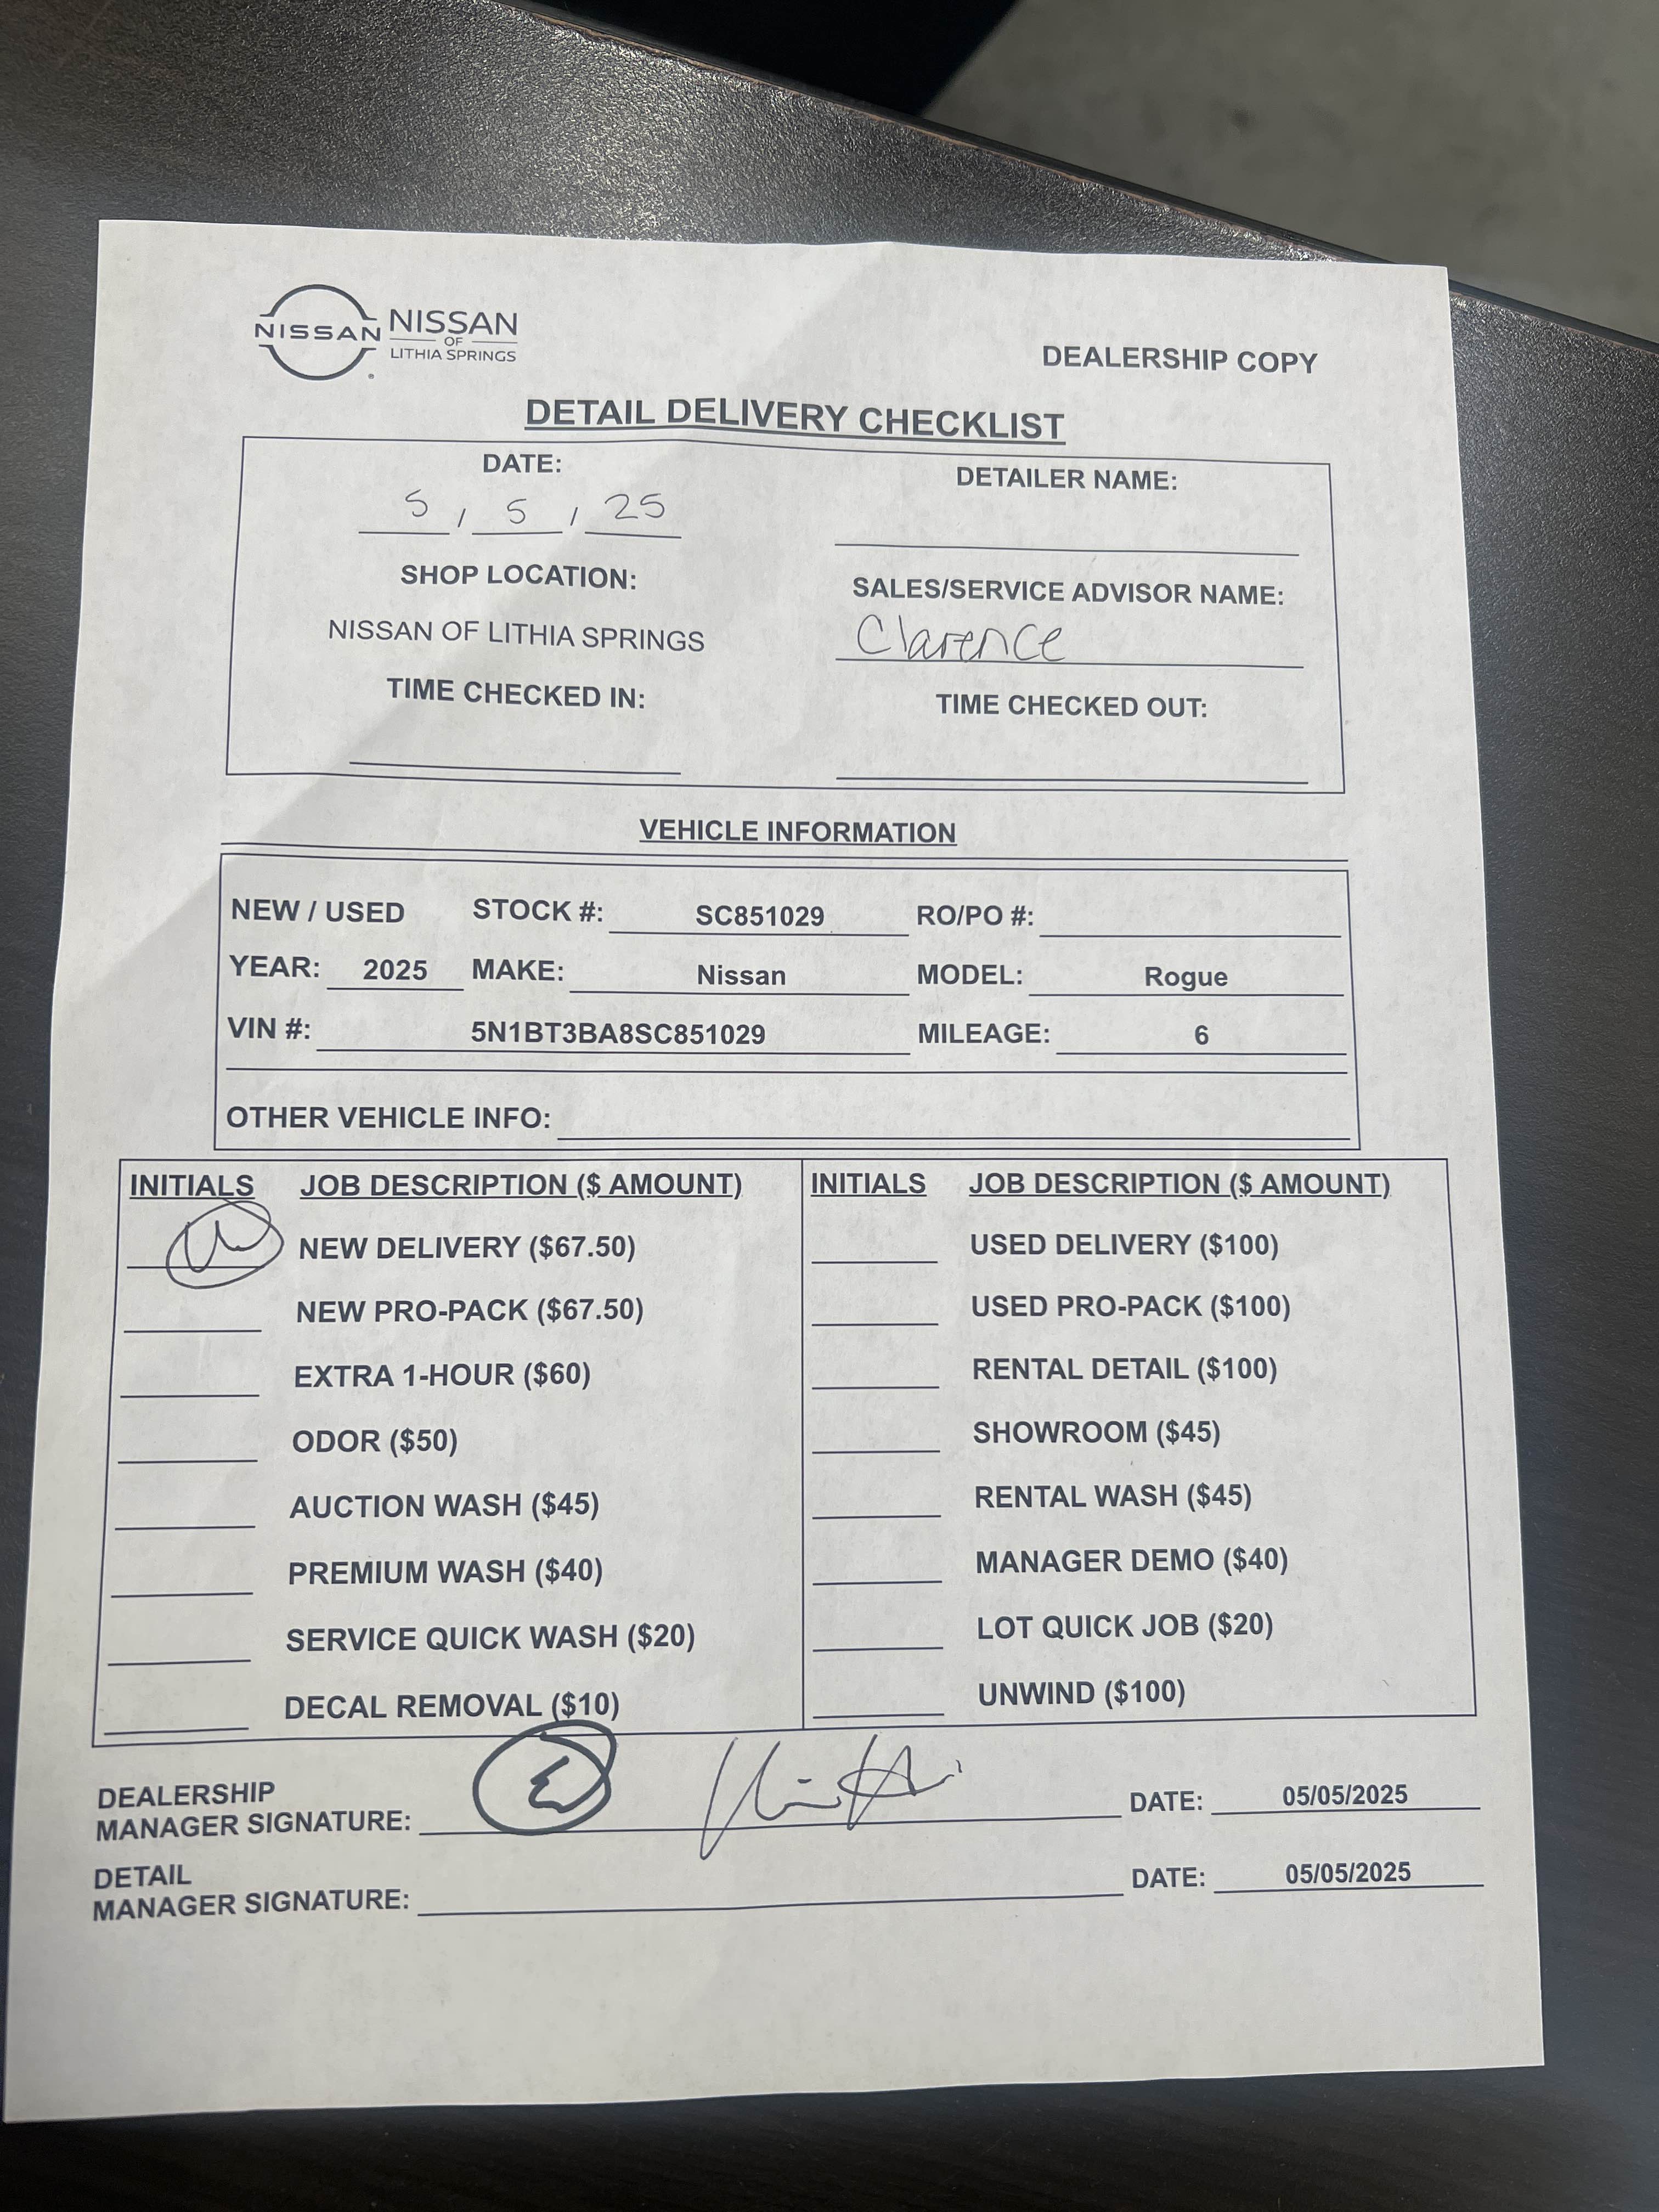 NISSAN NISSAN
OF
LITHIA SPRINGS
DEALERSHIP COPY
DETAIL DELIVERY CHECKLIST
DATE: DETAILER NAME:
5 / 5 / 25
SHOP LOCATION: SALES/SERVICE ADVISOR NAME:
NISSAN OF LITHIA SPRINGS Clarence
TIME CHECKED IN: TIME CHECKED OUT:
VEHICLE INFORMATION
NEW / USED STOCK #: SC851029 RO/PO #:
YEAR: 2025 MAKE: Nissan MODEL: Rogue
VIN #: 5N1BT3BA8SC851029 MILEAGE: 6
OTHER VEHICLE INFO:
INITIALS JOB DESCRIPTION ($ AMOUNT) INITIALS JOB DESCRIPTION ($ AMOUNT)
NEW DELIVERY ($67.50) USED DELIVERY ($100)
NEW PRO-PACK ($67.50) USED PRO-PACK ($100)
EXTRA 1-HOUR ($60) RENTAL DETAIL ($100)
ODOR ($50) SHOWROOM ($45)
AUCTION WASH ($45) RENTAL WASH ($45)
PREMIUM WASH ($40) MANAGER DEMO ($40)
SERVICE QUICK WASH ($20) LOT QUICK JOB ($20)
DECAL REMOVAL ($10) UNWIND ($100)
DEALERSHIP
MANAGER SIGNATURE: DATE: 05/05/2025
DETAIL
MANAGER SIGNATURE: DATE: 05/05/2025